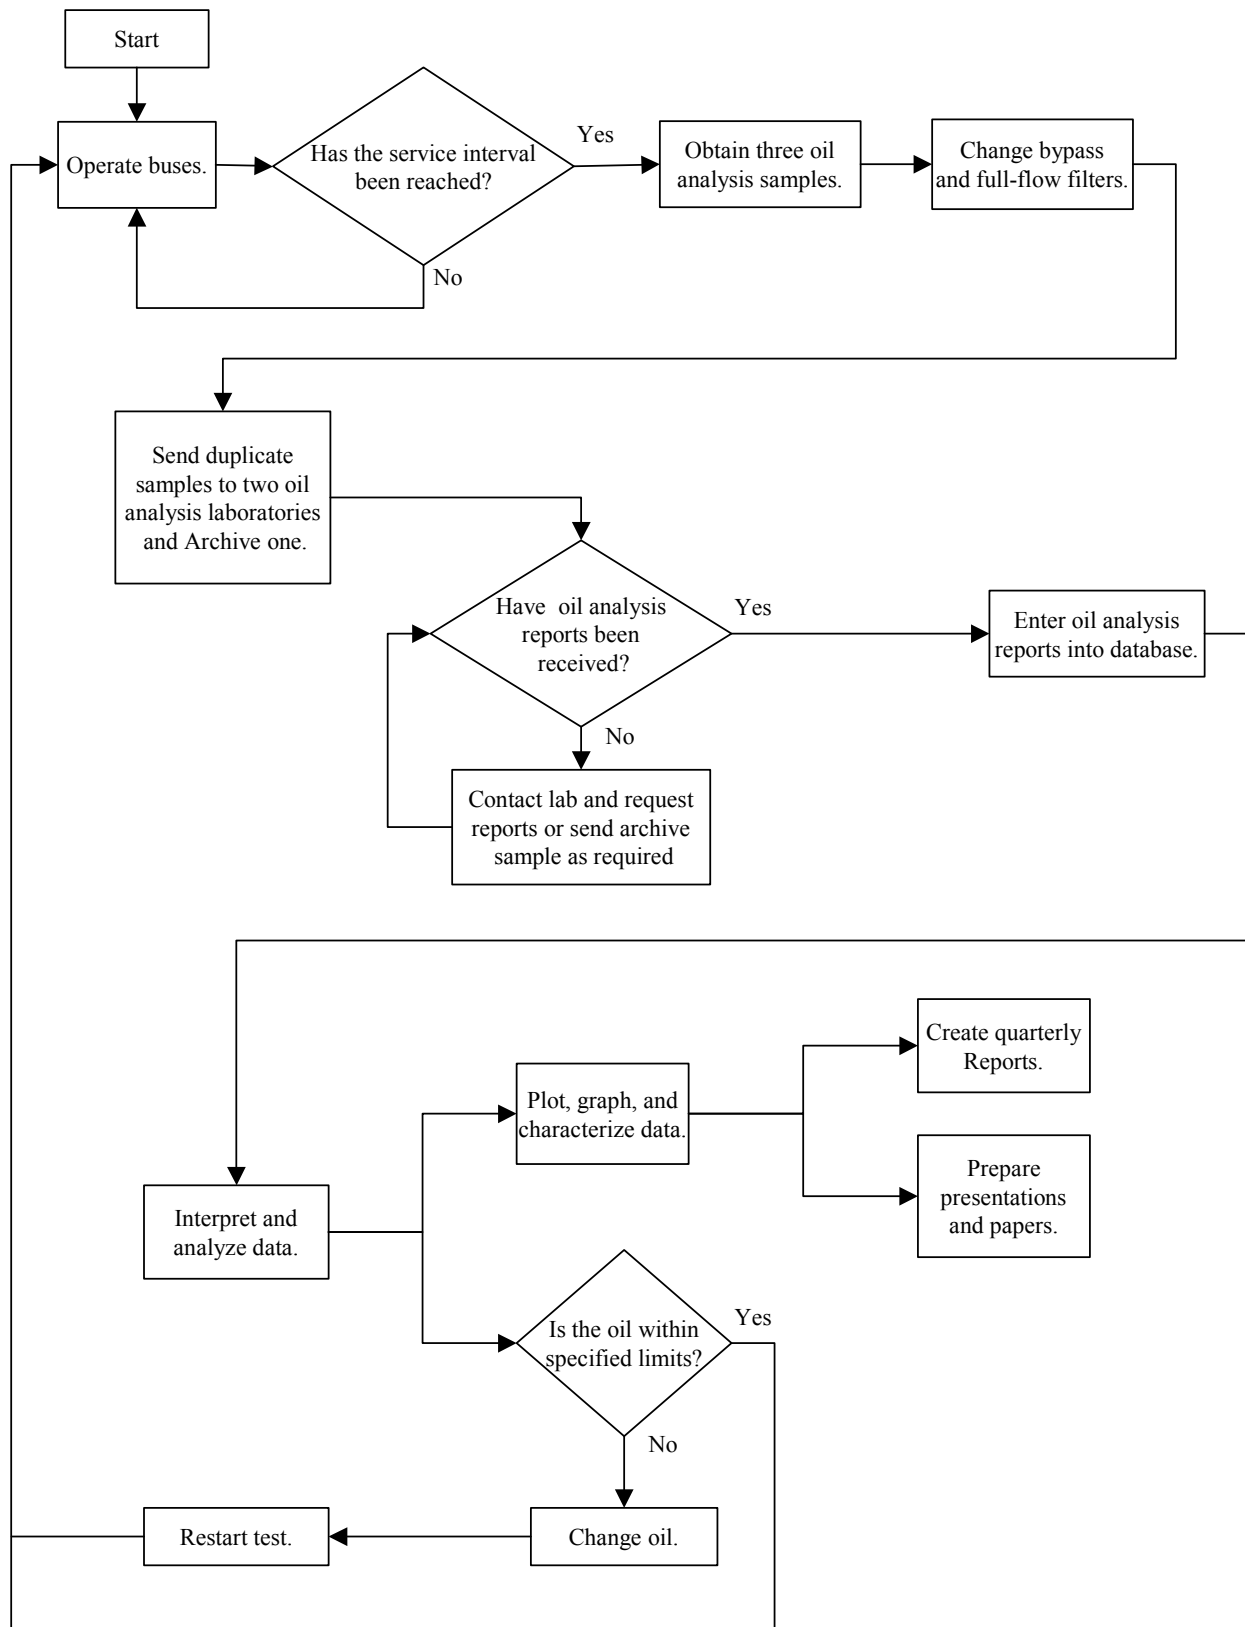 Start
Operate buses.
Has the service interval
been reached?
Yes
No
Obtain three oil
analysis samples.
Change bypass
and full-flow filters.
Send duplicate
samples to two oil
analysis laboratories
and Archive one.
Have oil analysis
reports been
received?
Yes
No
Enter oil analysis
reports into database.
Contact lab and request
reports or send archive
sample as required
Create quarterly
Reports.
Plot, graph, and
characterize data.
Prepare
presentations
and papers.
Interpret and
analyze data.
Is the oil within
specified limits?
Yes
No
Restart test.
Change oil.